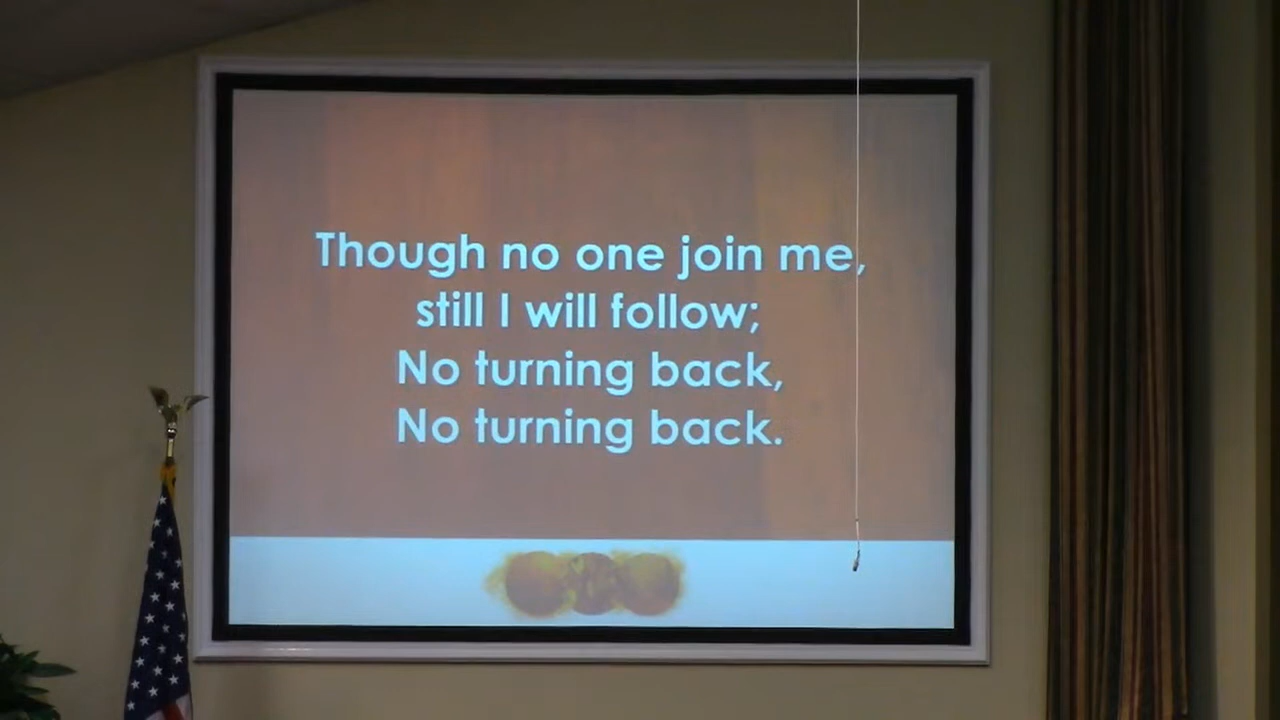 Though no one join me,
still I will follow;
No turning back,
No turning back.